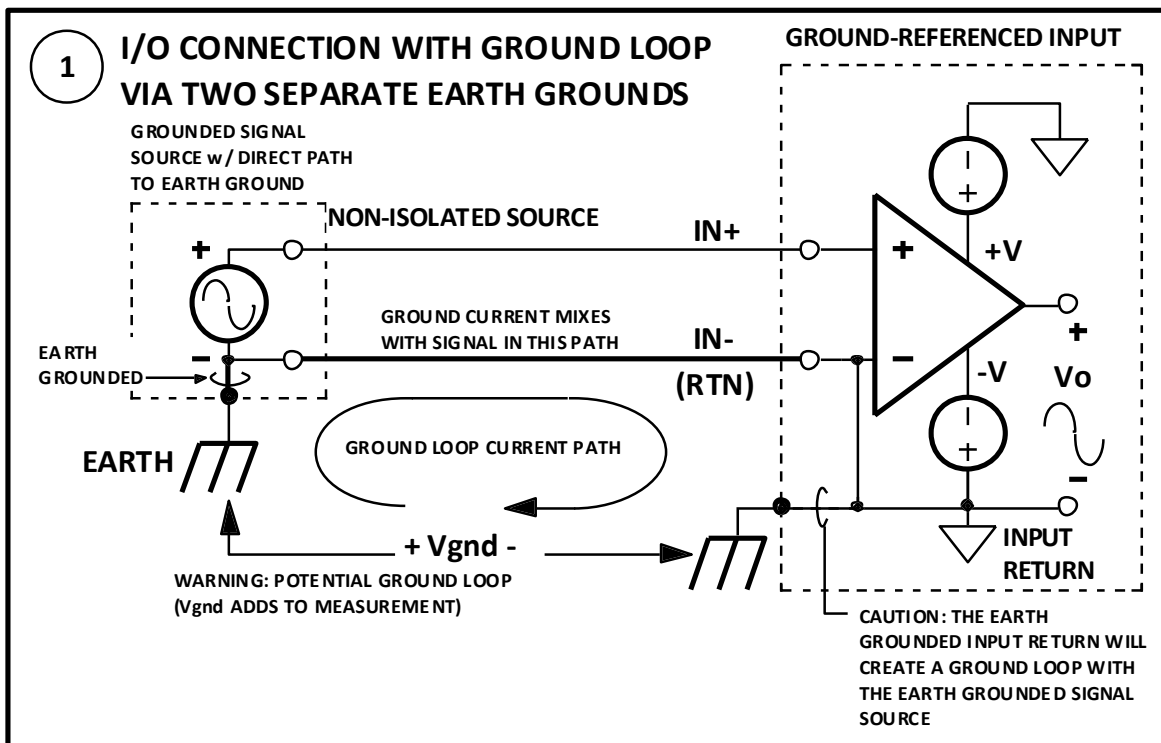 1
I/O CONNECTION WITH GROUND LOOP
VIA TWO SEPARATE EARTH GROUNDS
GROUND-REFERENCED INPUT
GROUNDED SIGNAL
SOURCE w/ DIRECT PATH
TO EARTH GROUND
NON-ISOLATED SOURCE
IN+
+
+
-
+
+V
GROUND CURRENT MIXES
WITH SIGNAL IN THIS PATH
IN-
(RTN)
-
-
EARTH
GROUNDED
-V
+
Vo
-
-
+
GROUND LOOP CURRENT PATH
EARTH
+ Vgnd -
INPUT
RETURN
WARNING: POTENTIAL GROUND LOOP
(Vgnd ADDS TO MEASUREMENT)
CAUTION: THE EARTH
GROUNDED INPUT RETURN WILL
CREATE A GROUND LOOP WITH
THE EARTH GROUNDED SIGNAL
SOURCE